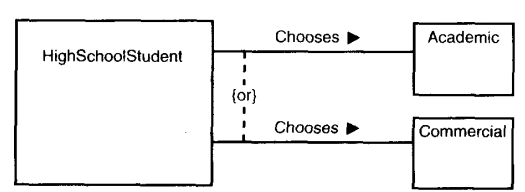 Chooses ▶
Academic
HighSchoolStudent
{or}
Chooses ▶
Commercial